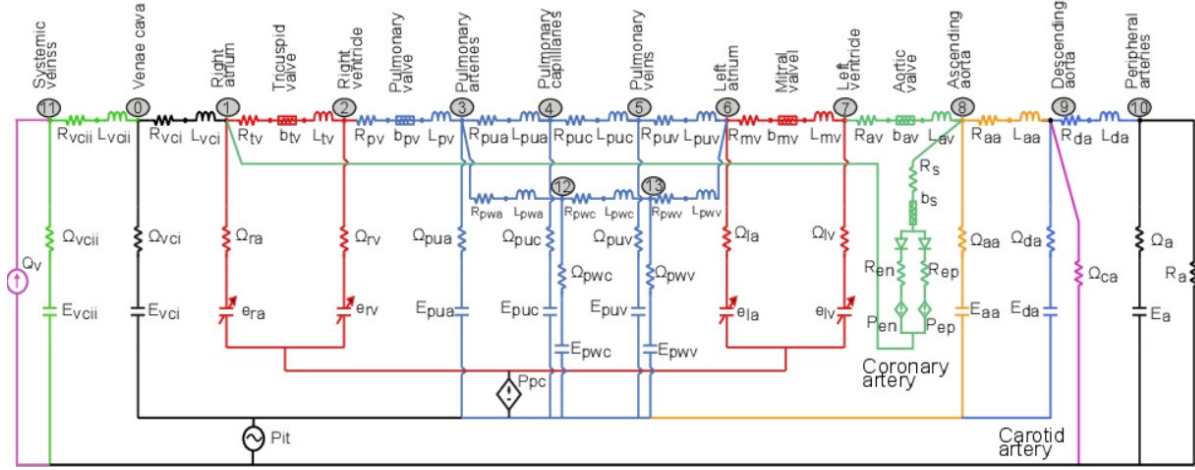 Systemic
venss
Venae cava
Right
atrium
Tricuspid
valve
Right
ventricle
Pulmonary
valve
Pulmonary
arteries
Pulmonary
capillaries
Pulmonary
veins
Left
atrium
Mitral
valvel
Left
ventricle
Aortic
valve
Ascending
aorta
Descending
aorta
Peripheral
arteries
11 0 1 2 3 4 5 6 7 8 9 10
Rvcii Lvcii Rvci Lvci Rtv btv Ltv Rpv bpv Lpv Rpua Lpua Rpuc Lpuc Rpuv Lpuv Rmv bmv Lmv Rav bav Lav Raa Laa Rda Lda
Rs
12 13
Rpwa Lpwa Rpwc Lpwc Rpwv Lpwv
bs
Ωvcii Ωvci Ωra Ωrv Ωpua Ωpuc Ωpuv Ωla Ωlv Ωaa Ωda Ωa
Qv Ωpwc Ωpwv Ren Rep Ωca Ra
Evcii Evci era erv Epua Epuc Epuv ela elv Pen Pep Eaa Eda Ea
Epwc Epwv
Coronary
artery
Ppc
Pit
Carotid
artery